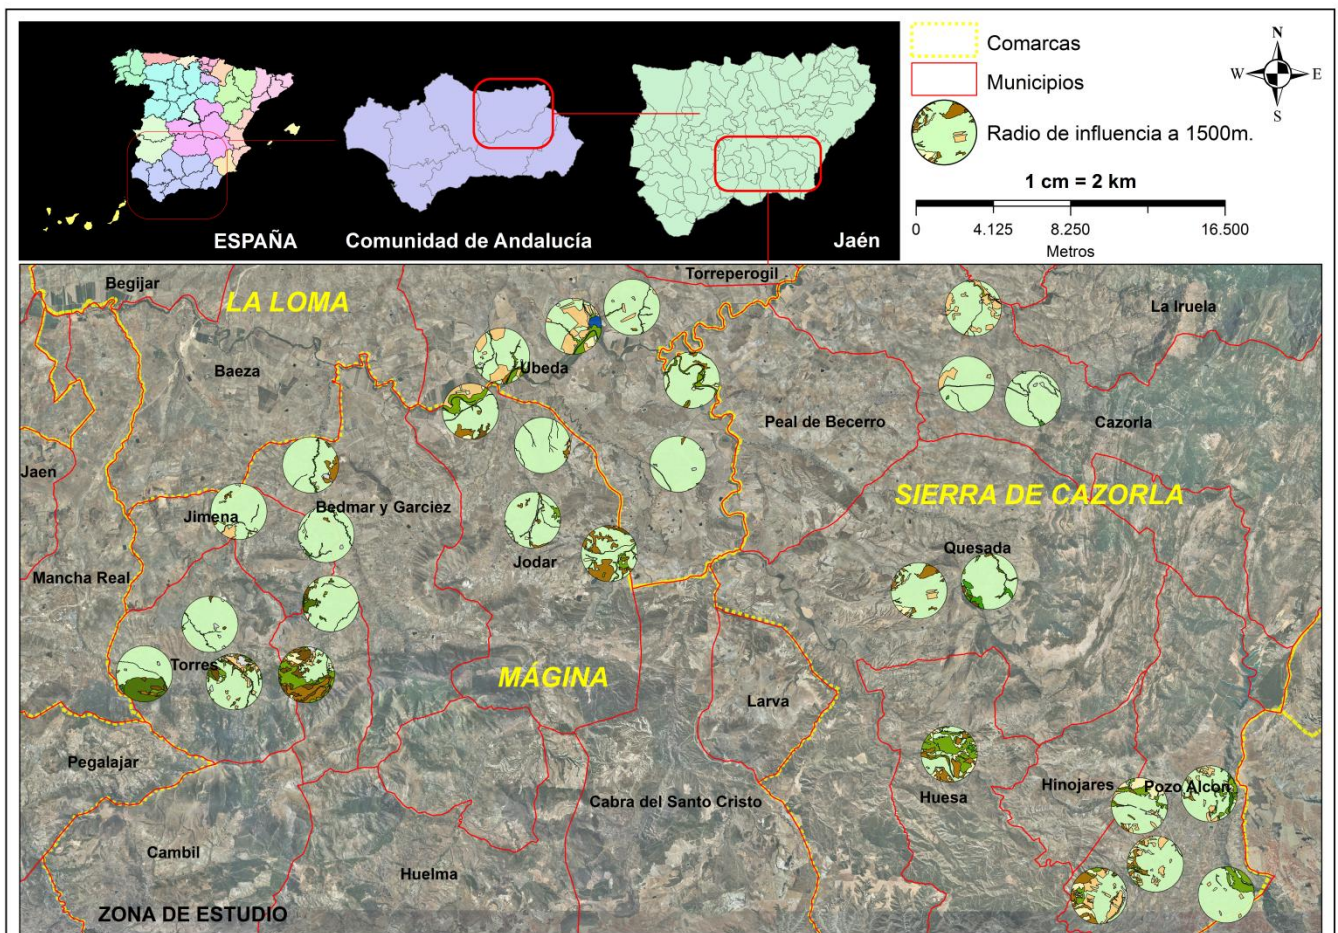 ESPAÑA
Comunidad de Andalucía
Jaén
Comarcas
Municipios
Radio de influencia a 1500m.
N
W
E
S
1 cm = 2 km
0
4.125
8.250
16.500
Metros
Begijar
LA LOMA
Torreperogil
La Iruela
Baeza
Úbeda
Peal de Becerro
Cazorla
Jaen
Jimena
Bedmar y Garciez
SIERRA DE CAZORLA
Jodar
Quesada
Mancha Real
Torres
MÁGINA
Larva
Pegalajar
Huesa
Hinojares
Pozo Alcon
Cabra del Santo Cristo
Cambil
Huelma
ZONA DE ESTUDIO